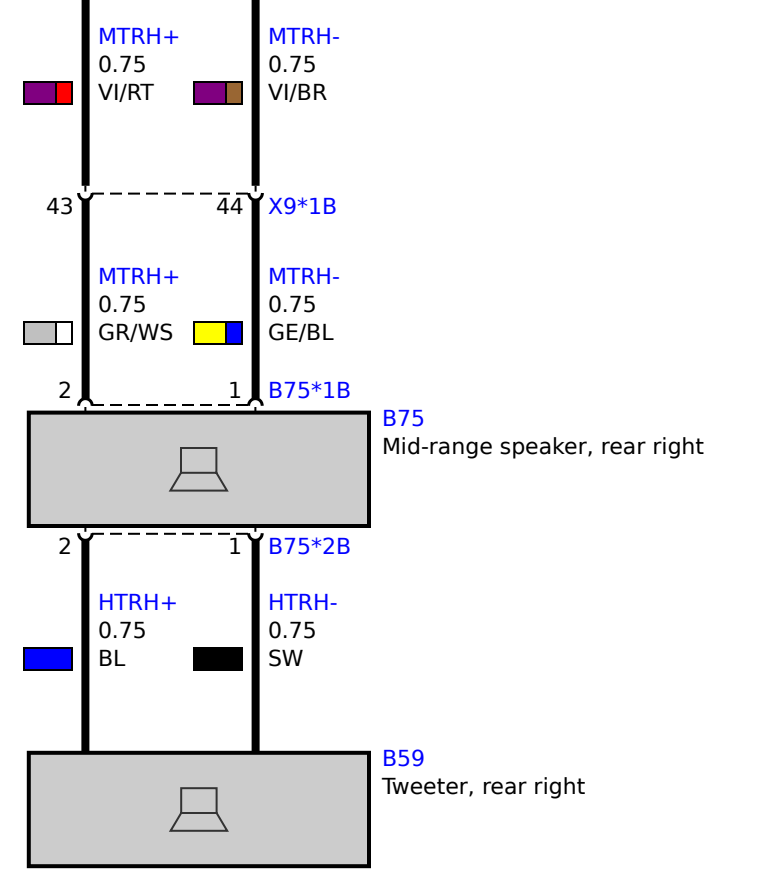 MTRH+ MTRH-
0.75 0.75
VI/RT VI/BR
43 44 X9*1B
MTRH+ MTRH-
0.75 0.75
GR/WS GE/BL
2 1 B75*1B
B75
Mid-range speaker, rear right
2 1 B75*2B
HTRH+ HTRH-
0.75 0.75
BL SW
B59
Tweeter, rear right